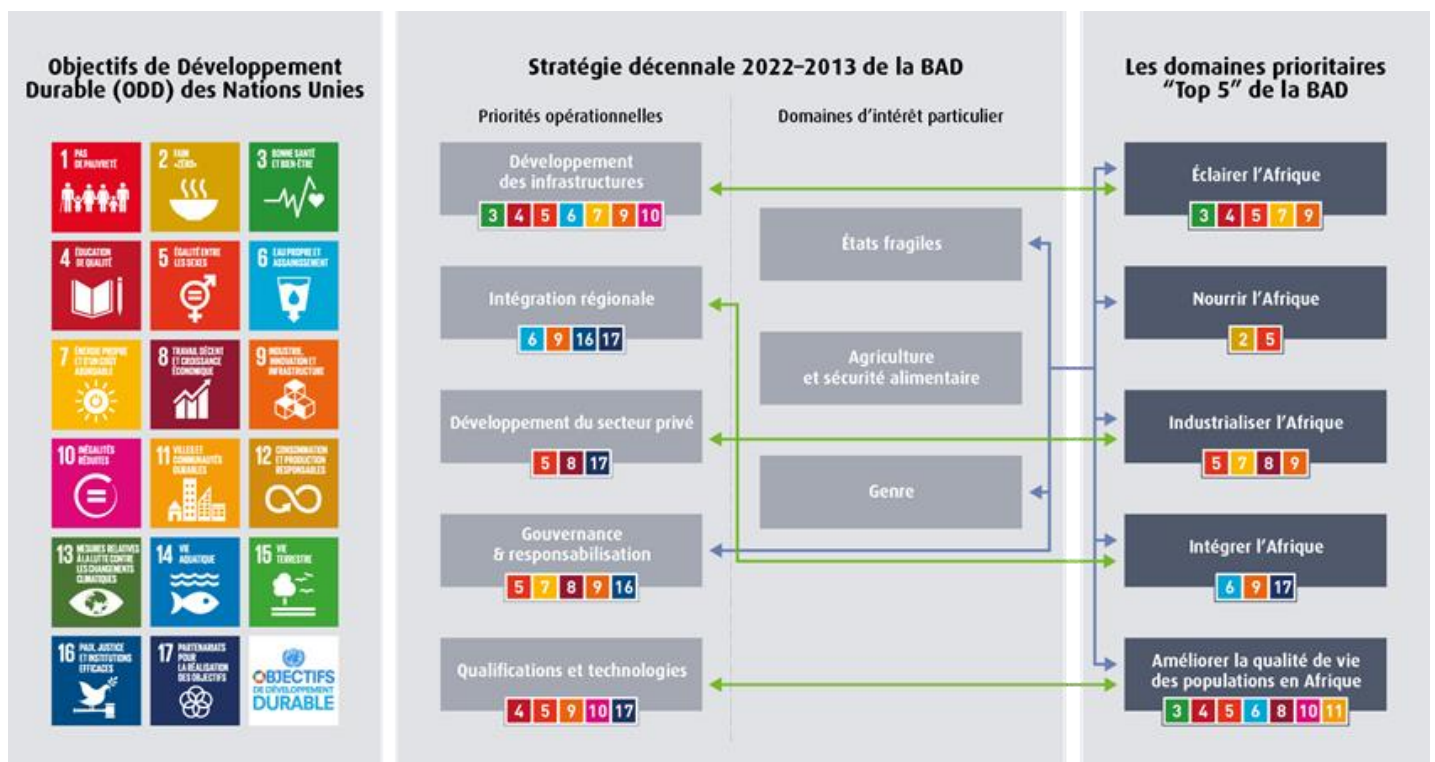 Objectifs de Développement
Durable (ODD) des Nations Unies
1 PAS
DE PAUVRETÉ
2 FAIM
«ZÉRO»
3 BONNE SANTÉ
ET BIEN-ÊTRE
4 ÉDUCATION
DE QUALITÉ
5 ÉGALITÉ ENTRE
LES SEXES
6 EAU PROPRE ET
ASSAINISSEMENT
7 ÉNERGIE PROPRE
ET D'UN COÛT
ABORDABLE
8 TRAVAIL DÉCENT
ET CROISSANCE
ÉCONOMIQUE
9 INDUSTRIE,
INNOVATION ET
INFRASTRUCTURE
10 INÉGALITÉS
RÉDUITES
11 VILLES ET
COMMUNAUTÉS
DURABLES
12 CONSOMMATION
ET PRODUCTION
RESPONSABLES
13 MESURES RELATIVES
À LA LUTTE CONTRE
LES CHANGEMENTS
CLIMATIQUES
14 VIE
AQUATIQUE
15 VIE
TERRESTRE
16 PAIX, JUSTICE
ET INSTITUTIONS
EFFICACES
17 PARTENARIATS
POUR
LA RÉALISATION
DES OBJECTIFS
OBJECTIFS
DE DÉVELOPPEMENT
DURABLE
Stratégie décennale 2022–2013 de la BAD
Priorités opérationnelles
Développement
des infrastructures
3 4 5 6 7 9 10
Intégration régionale
6 9 16 17
Développement du secteur privé
5 8 17
Gouvernance
& responsabilisation
5 7 8 9 16
Qualifications et technologies
4 5 9 10 17
Domaines d'intérêt particulier
États fragiles
Agriculture
et sécurité alimentaire
Genre
Les domaines prioritaires
“Top 5” de la BAD
Éclairer l'Afrique
3 4 5 7 9
Nourrir l'Afrique
2 5
Industrialiser l'Afrique
5 7 8 9
Intégrer l'Afrique
6 9 17
Améliorer la qualité de vie
des populations en Afrique
3 4 5 6 8 10 11